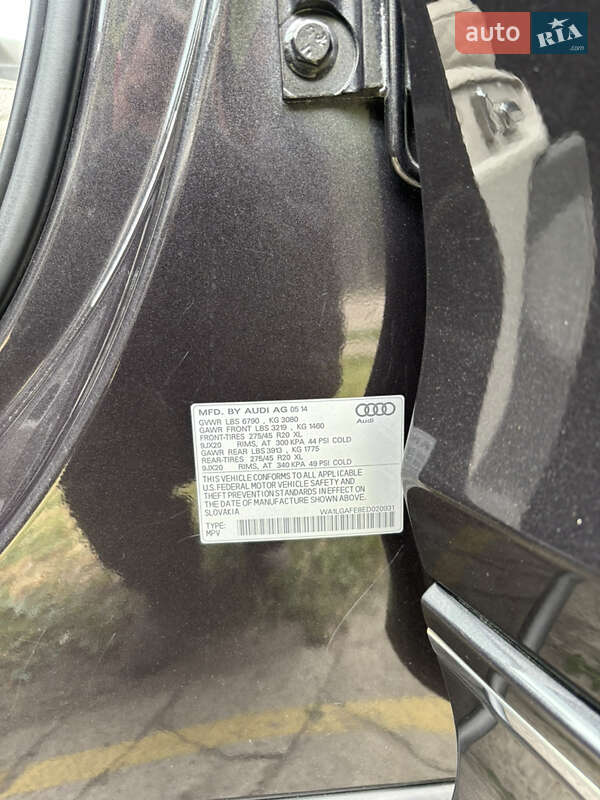 auto RIA .com
MFD. BY AUDI AG 05 14
GVWR LBS 6790 , KG 3080
GAWR FRONT LBS 3219 , KG 1460
FRONT-TIRES 275/45 R20 XL
9JX20 RIMS, AT 300 KPA 44 PSI COLD
GAWR REAR LBS 3913 , KG 1775
REAR-TIRES 275/45 R20 XL
9JX20 RIMS, AT 340 KPA 49 PSI COLD
THIS VEHICLE CONFORMS TO ALL APPLICABLE
U.S. FEDERAL MOTOR VEHICLE SAFETY AND
THEFT PREVENTION STANDARDS IN EFFECT ON
THE DATE OF MANUFACTURE SHOWN ABOVE.
SLOVAKIA
WA1LGAFE8ED020931
TYPE:
MPV
Audi